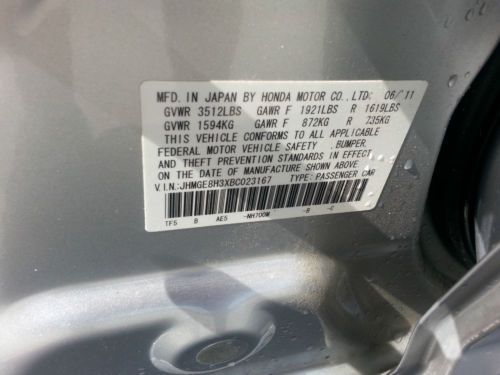 MFD. IN JAPAN BY HONDA MOTOR CO., LTD. 06/11
GVWR 3512LBS GAWR F 1921LBS R 1619LBS
GVWR 1594KG GAWR F 872KG R 735KG
THIS VEHICLE CONFORMS TO ALL APPLICABLE
FEDERAL MOTOR VEHICLE SAFETY , BUMPER,
AND THEFT PREVENTION STANDARDS IN EFFECT
ON THE DATE OF MANUFACTURE SHOWN ABOVE.
V.I.N.: JHMGE8H3XBC023167 TYPE: PASSENGER CAR
TF5 B AE5 -NH700M -B -C